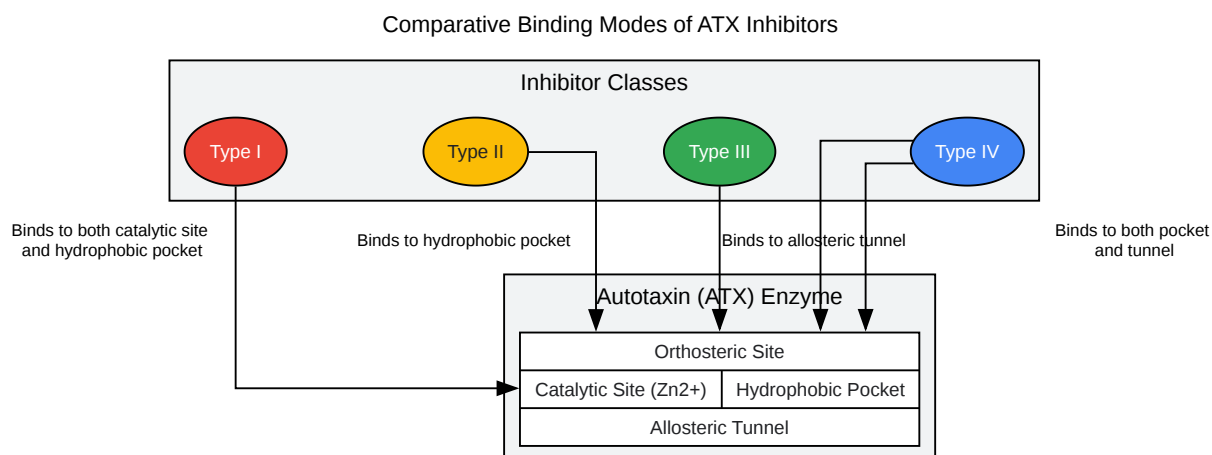 Comparative Binding Modes of ATX Inhibitors
Inhibitor Classes
Type I
Type II
Type III
Type IV
Binds to both catalytic site
and hydrophobic pocket
Binds to hydrophobic pocket
Binds to allosteric tunnel
Binds to both pocket
and tunnel
Autotaxin (ATX) Enzyme
Orthosteric Site
Catalytic Site (Zn2+)
Hydrophobic Pocket
Allosteric Tunnel